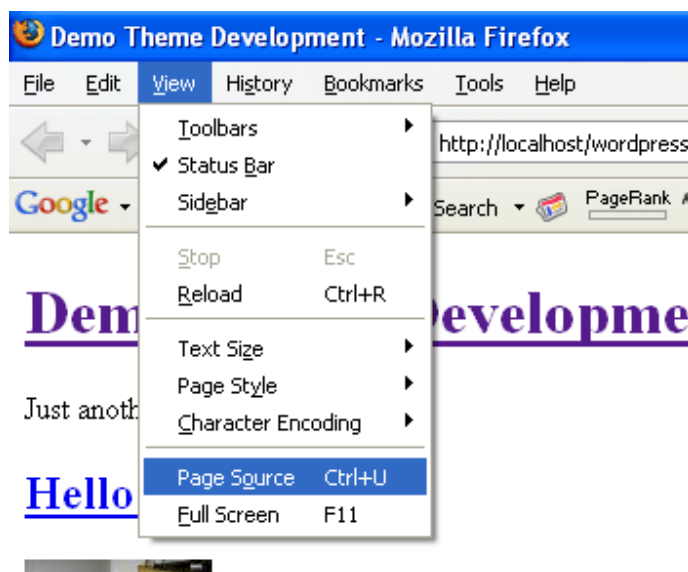 Demo Theme Development - Mozilla Firefox
File Edit View History Bookmarks Tools Help
http://localhost/wordpress
Google Search PageRank
Toolbars
Status Bar
Sidebar
Stop Esc
Reload Ctrl+R
Text Size
Page Style
Character Encoding
Page Source Ctrl+U
Full Screen F11
Dem evelopme
Just anoth
Hello